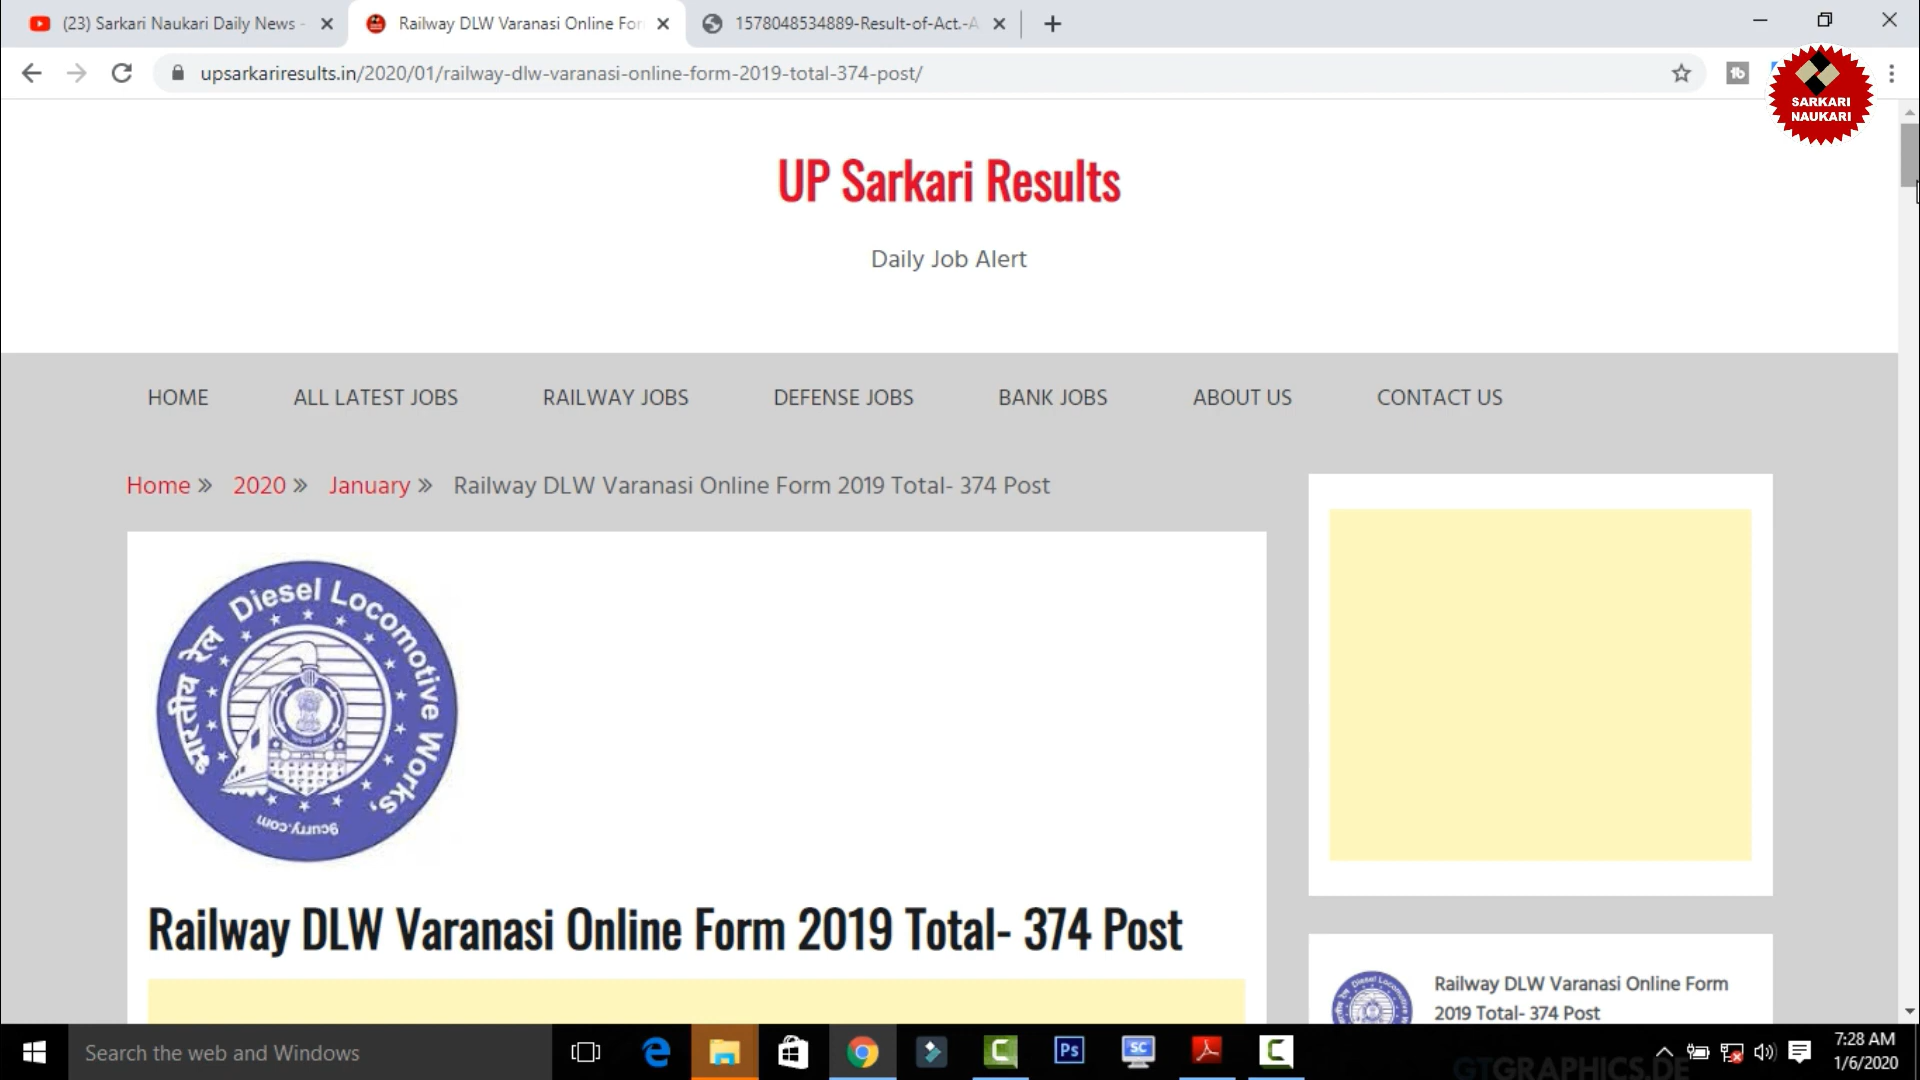 (23) Sarkari Naukari Daily News -
Railway DLW Varanasi Online For
1578048534889-Result-of-Act.-A
upsarkariresults.in/2020/01/railway-dlw-varanasi-online-form-2019-total-374-post/
SARKARI
NAUKARI
UP Sarkari Results
Daily Job Alert
HOME
ALL LATEST JOBS
RAILWAY JOBS
DEFENSE JOBS
BANK JOBS
ABOUT US
CONTACT US
Home » 2020 » January » Railway DLW Varanasi Online Form 2019 Total- 374 Post
Diesel Locomotive Works,
भारतीय रेल
9curry.com
Railway DLW Varanasi Online Form 2019 Total- 374 Post
Railway DLW Varanasi Online Form
2019 Total- 374 Post
Search the web and Windows
Ps
SC
GTGRAPHICS.DE
7:28 AM
1/6/2020